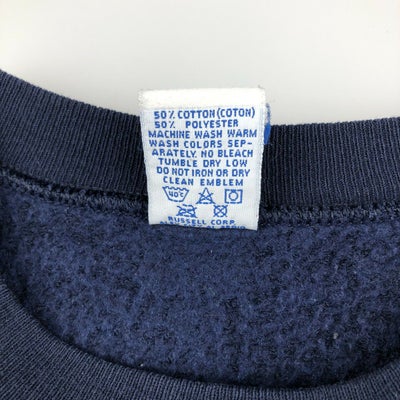 50% COTTON (COTON)
50% POLYESTER
MACHINE WASH WARM
WASH COLORS SEP-
ARATELY. NO BLEACH
TUMBLE DRY LOW
DO NOT IRON OR DRY
CLEAN EMBLEM
40C
RUSSELL CORP.